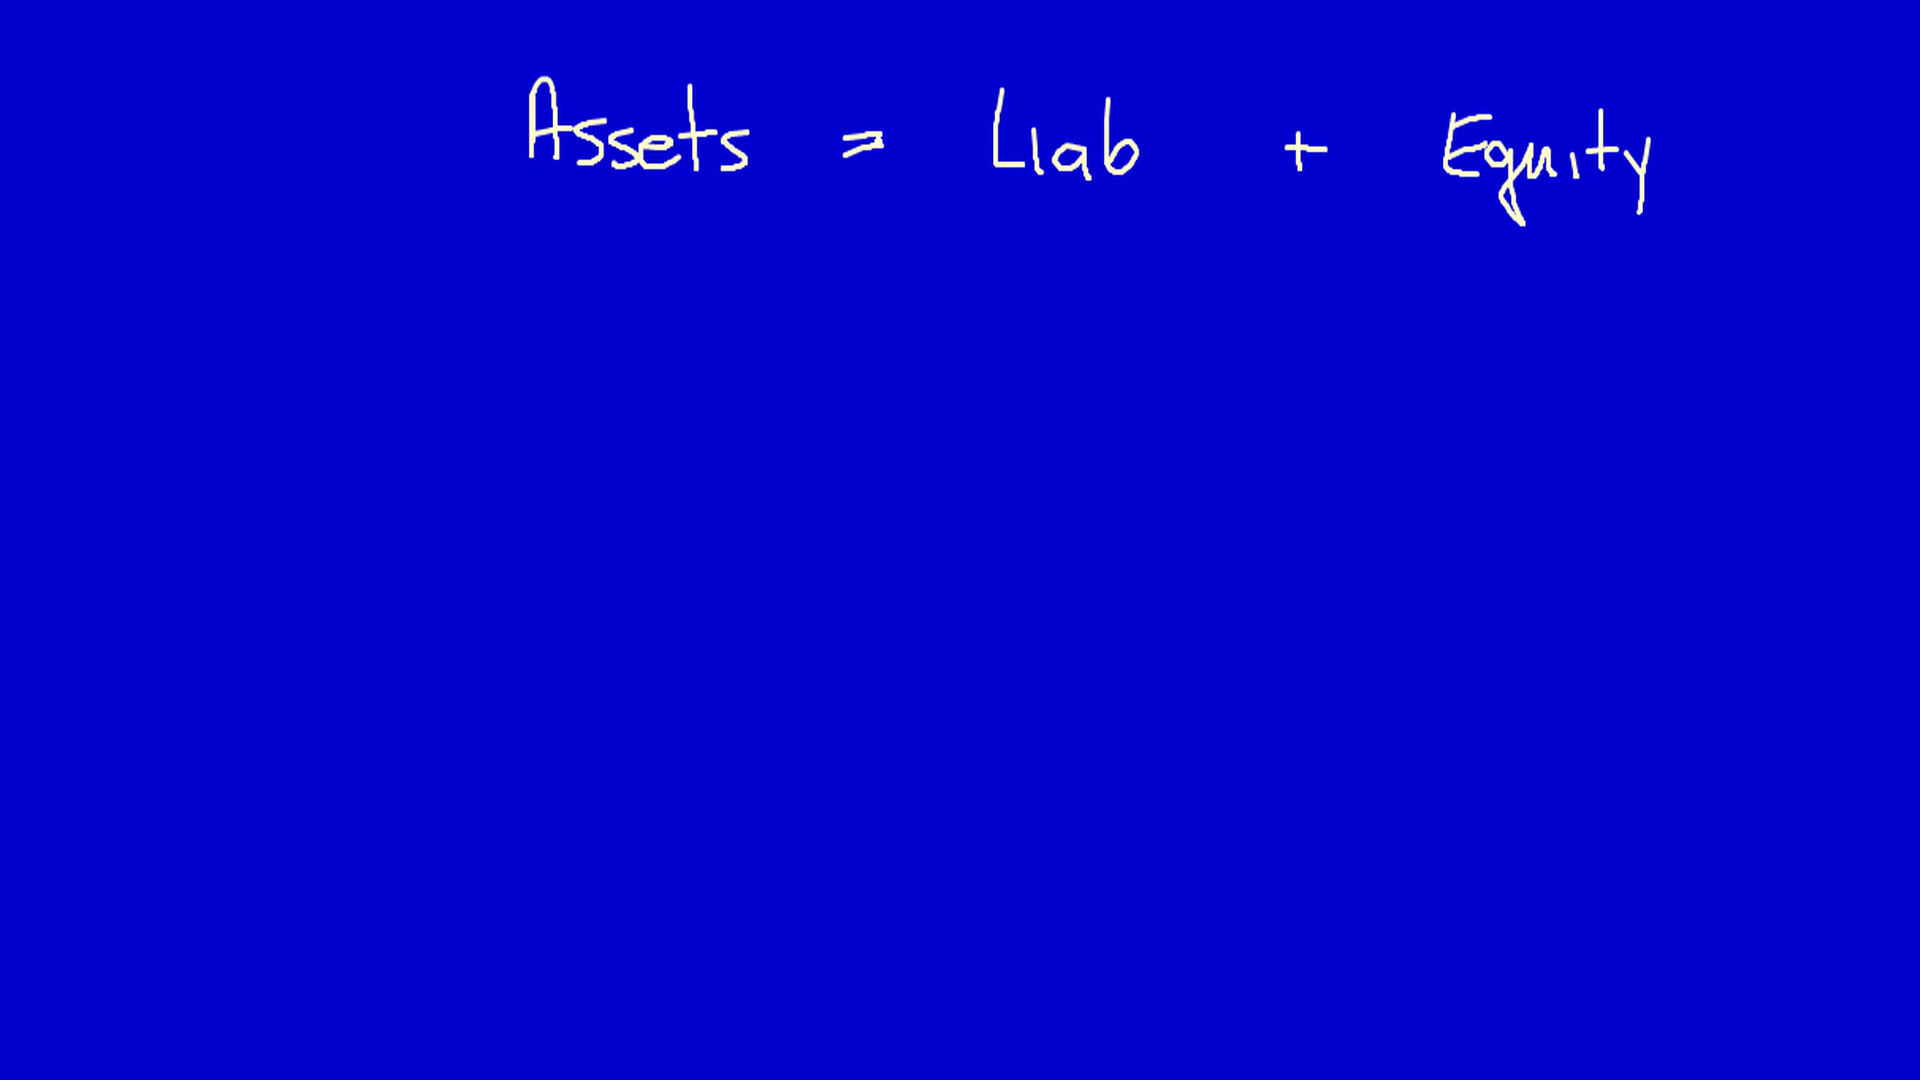 Assets = Liab + Equity